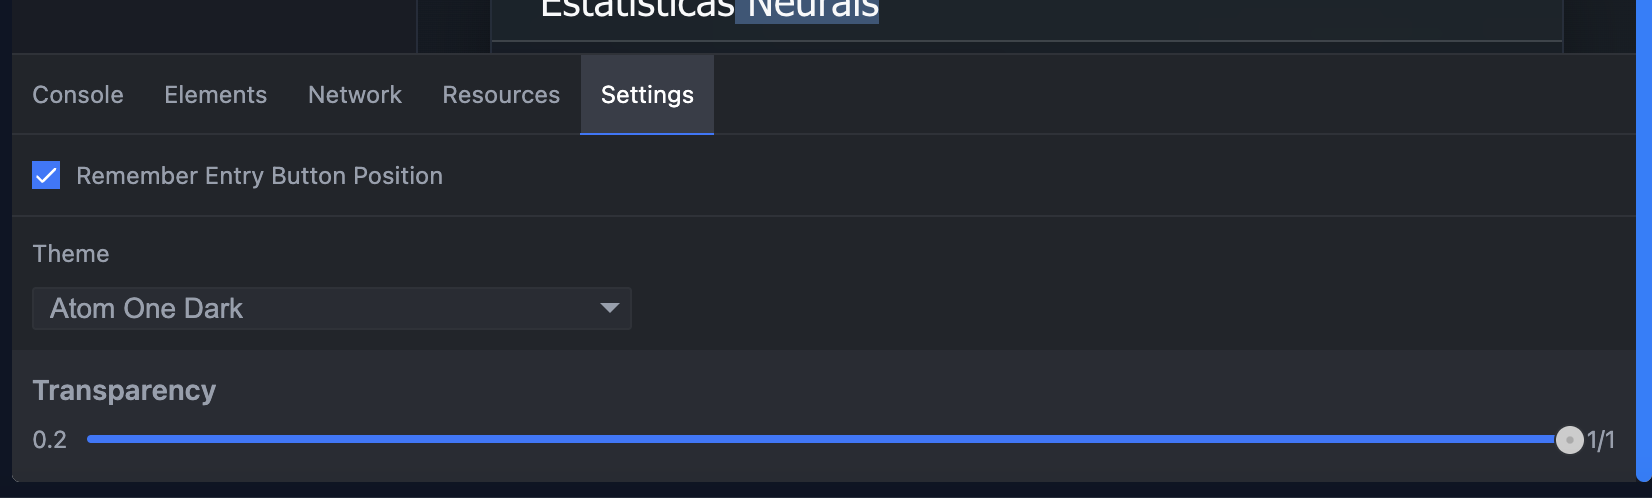 Estatísticas Neurais
Console Elements Network Resources Settings
Remember Entry Button Position
Theme
Atom One Dark
Transparency
0.2 1/1